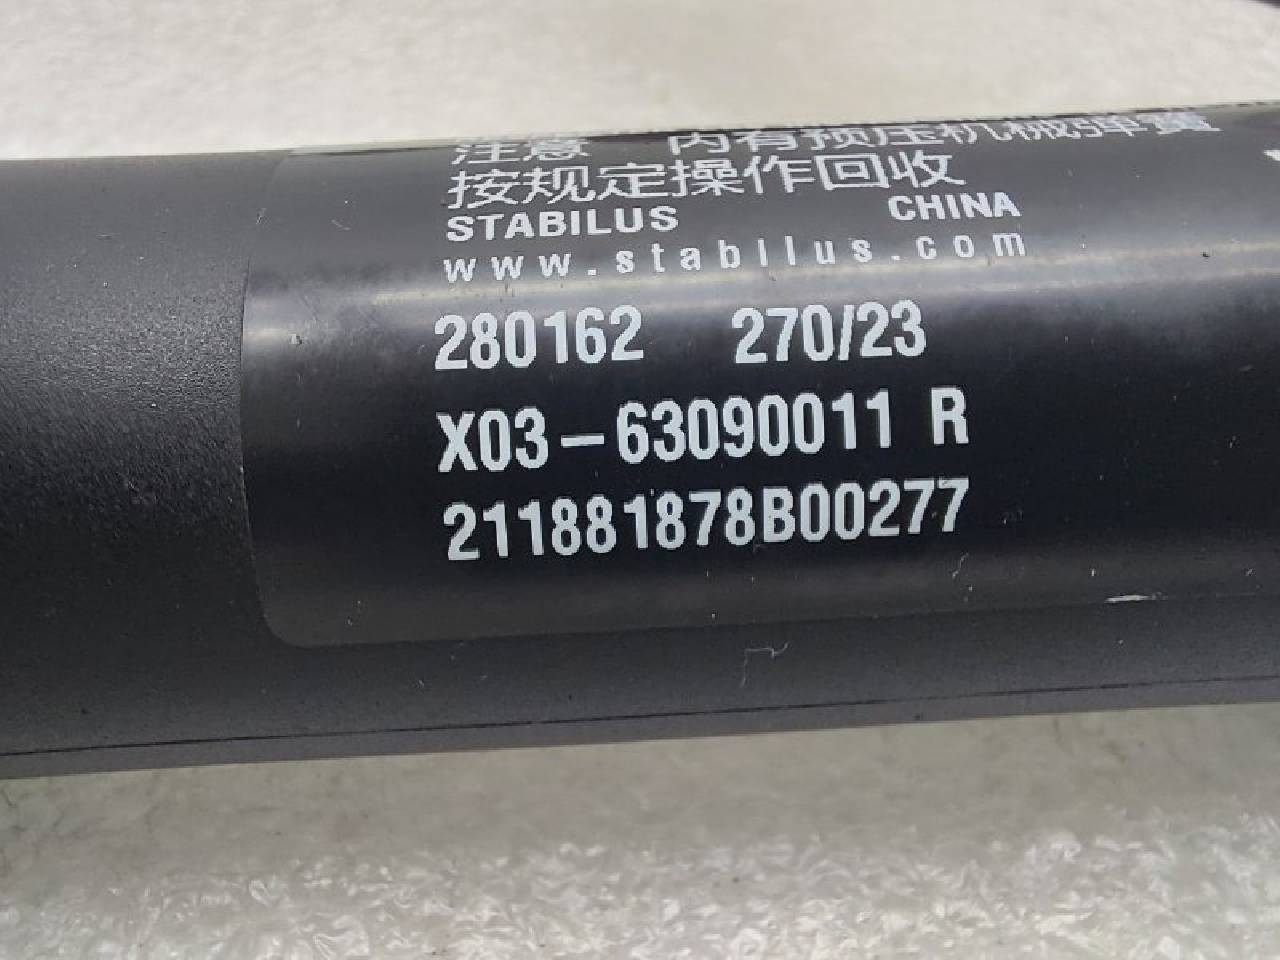 注意 内有预压机械弹簧
按规定操作回收
STABILUS CHINA
www.stabilus.com
280162 270/23
X03-63090011 R
211881878B00277